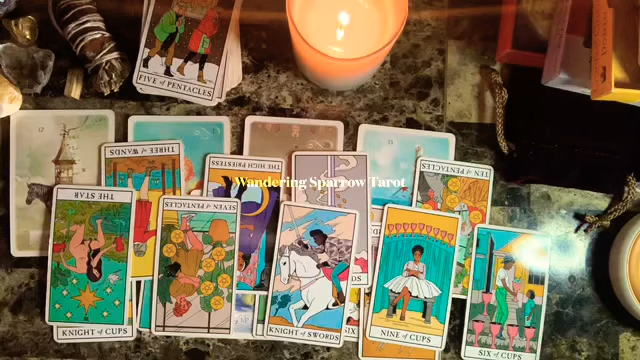 FIVE of PENTACLES
THREE of WANDS
THE HIGH PRIESTESS
TEN of PENTACLES
Wandering Sparrow Tarot
THE STAR
SEVEN of PENTACLES
KNIGHT of CUPS
KNIGHT of SWORDS
NINE of CUPS
SIX of CUPS